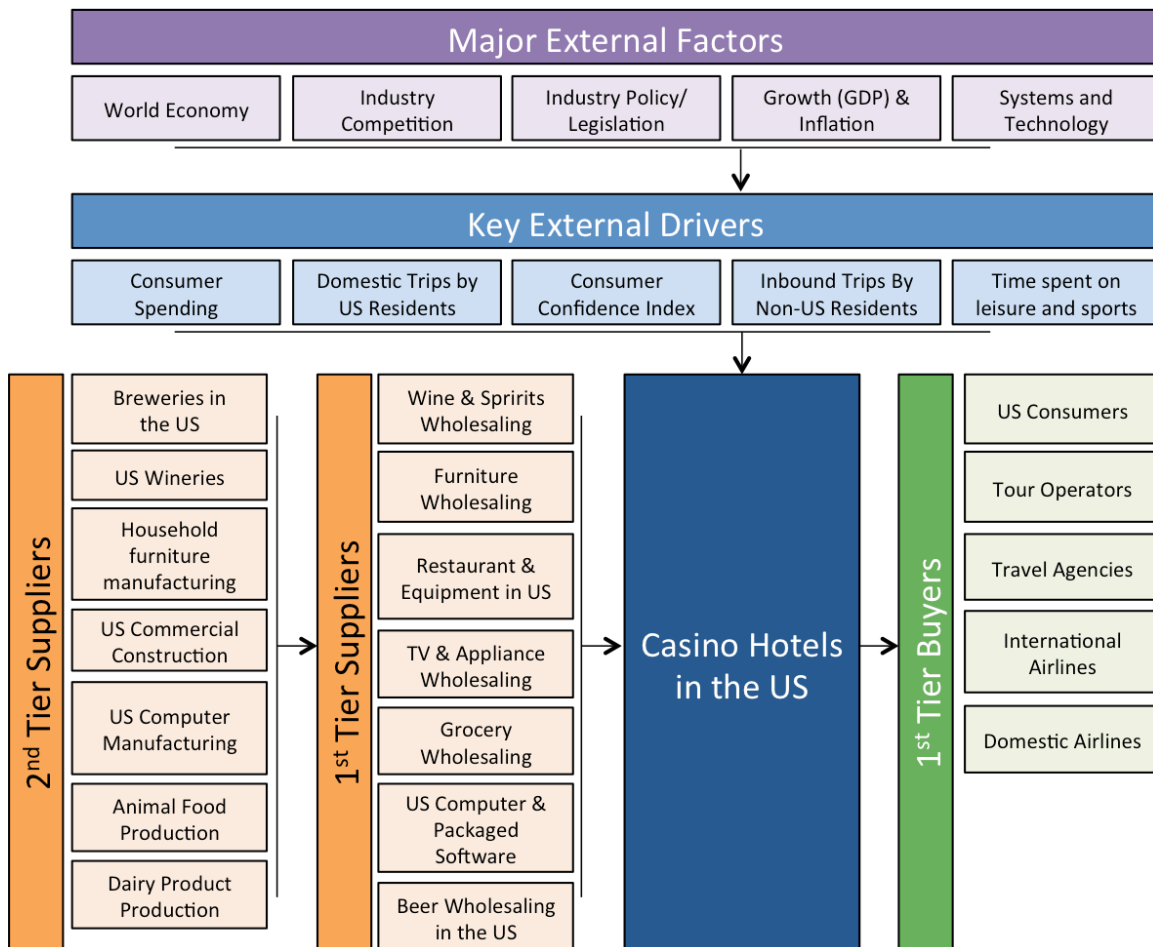 Major External Factors
World Economy
Industry
Competition
Industry Policy/
Legislation
Growth (GDP) &
Inflation
Systems and
Technology
Key External Drivers
Consumer
Spending
Domestic Trips by
US Residents
Consumer
Confidence Index
Inbound Trips By
Non-US Residents
Time spent on
leisure and sports
2nd Tier Suppliers
Breweries in
the US
US Wineries
Household
furniture
manufacturing
US Commercial
Construction
US Computer
Manufacturing
Animal Food
Production
Dairy Product
Production
1st Tier Suppliers
Wine & Spririts
Wholesaling
Furniture
Wholesaling
Restaurant &
Equipment in US
TV & Appliance
Wholesaling
Grocery
Wholesaling
US Computer &
Packaged
Software
Beer Wholesaling
in the US
Casino Hotels
in the US
1st Tier Buyers
US Consumers
Tour Operators
Travel Agencies
International
Airlines
Domestic Airlines